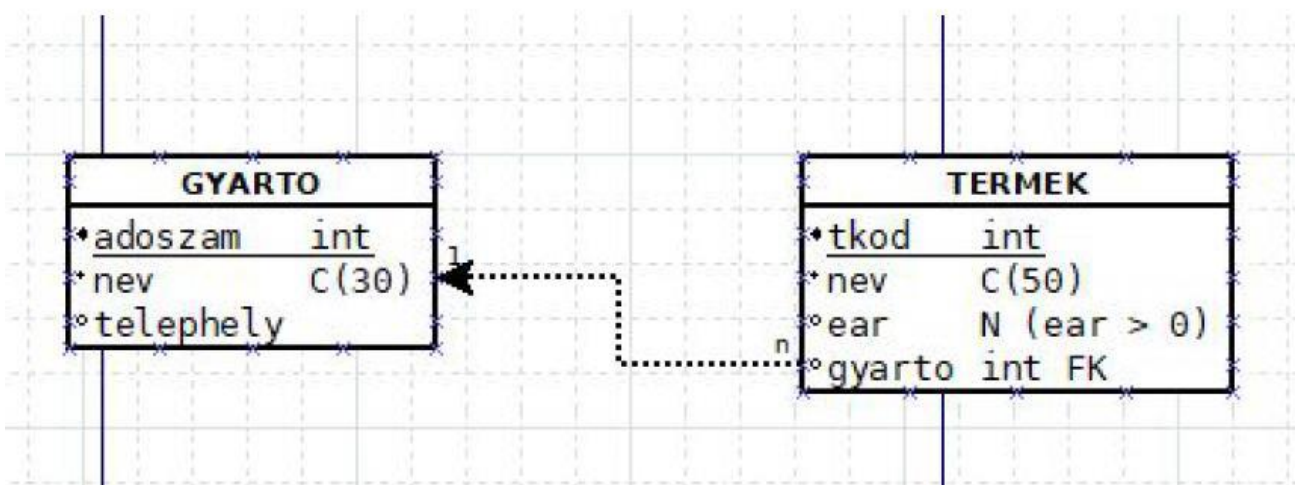 GYARTO
adoszam int
nev C(30)
telephely
1
n
TERMEK
tkod int
nev C(50)
ear N (ear > 0)
gyarto int FK